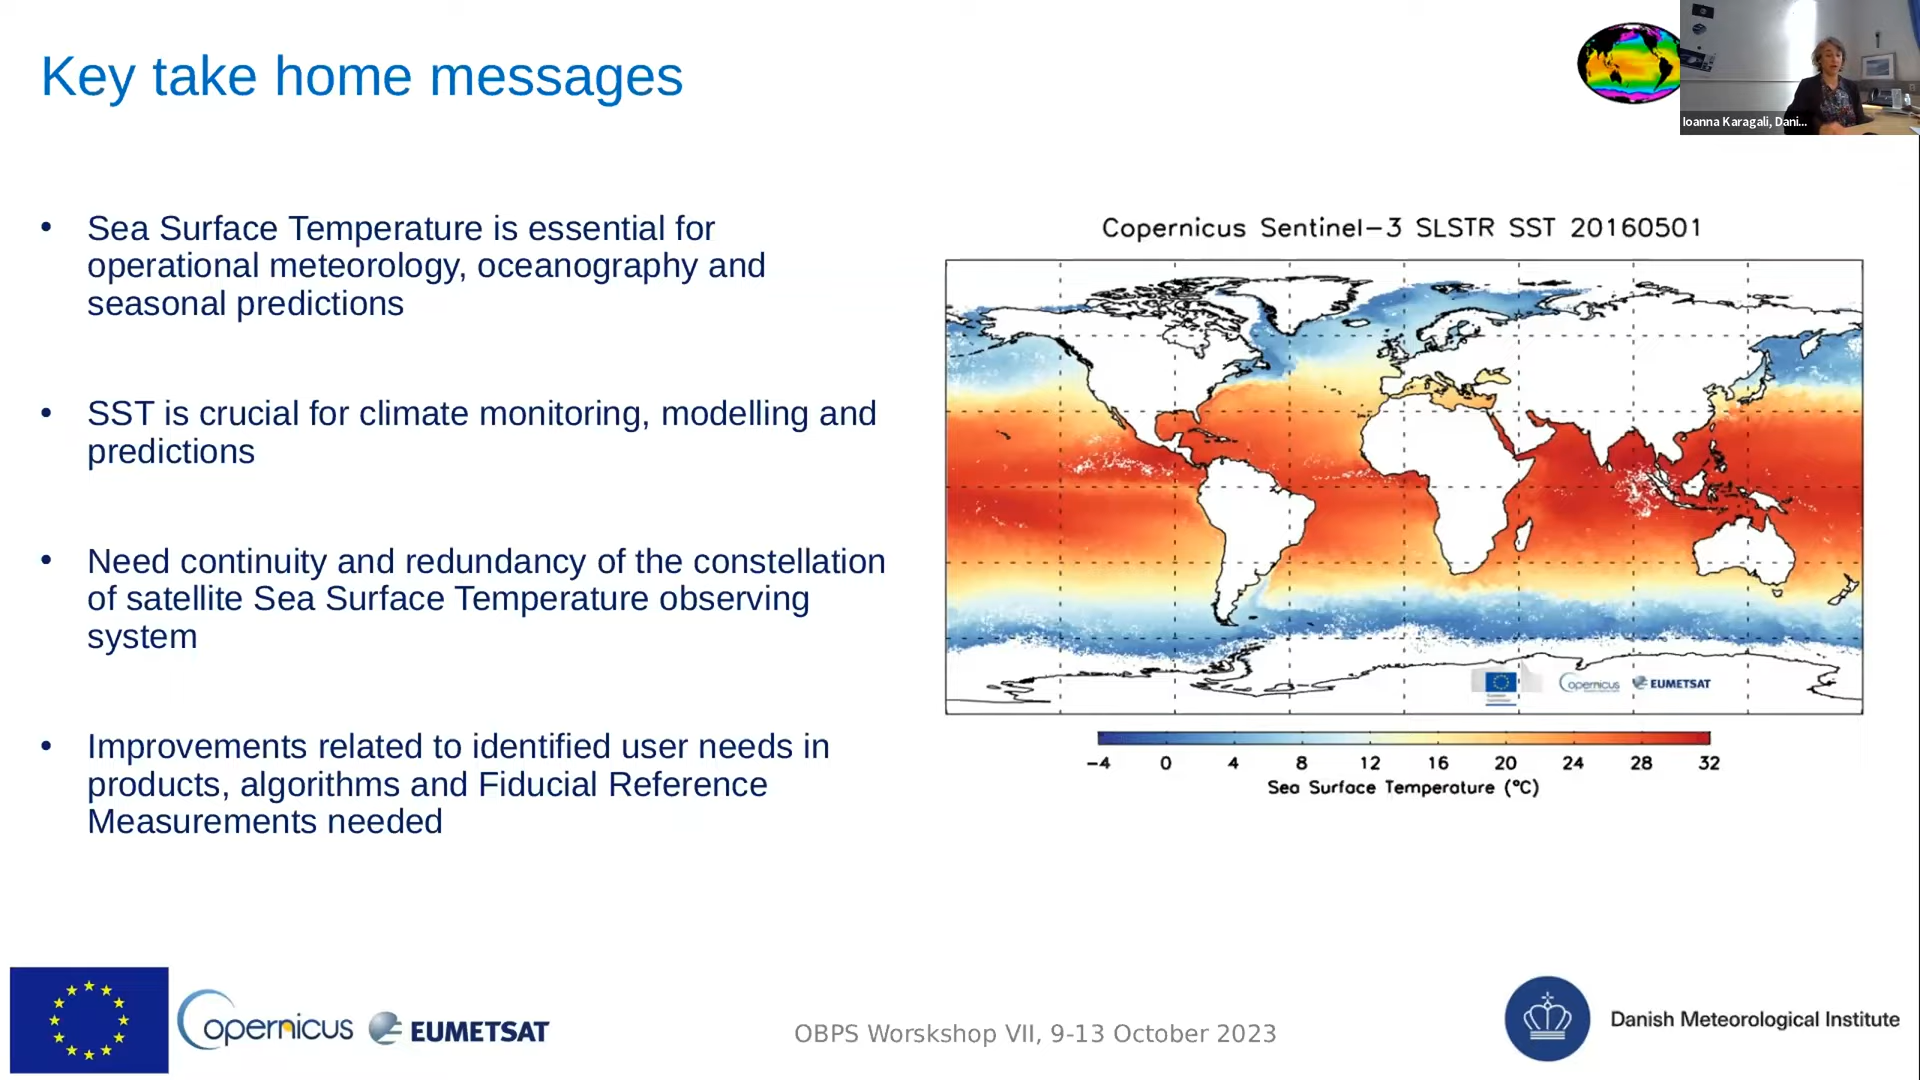 Key take home messages
Ioanna Karagali, Dani...
• Sea Surface Temperature is essential for
operational meteorology, oceanography and
seasonal predictions
• SST is crucial for climate monitoring, modelling and
predictions
• Need continuity and redundancy of the constellation
of satellite Sea Surface Temperature observing
system
• Improvements related to identified user needs in
products, algorithms and Fiducial Reference
Measurements needed
Copernicus Sentinel-3 SLSTR SST 20160501
opernicus EUMETSAT
-4 0 4 8 12 16 20 24 28 32
Sea Surface Temperature (°C)
opernicus EUMETSAT
OBPS Worskshop VII, 9-13 October 2023
Danish Meteorological Institute